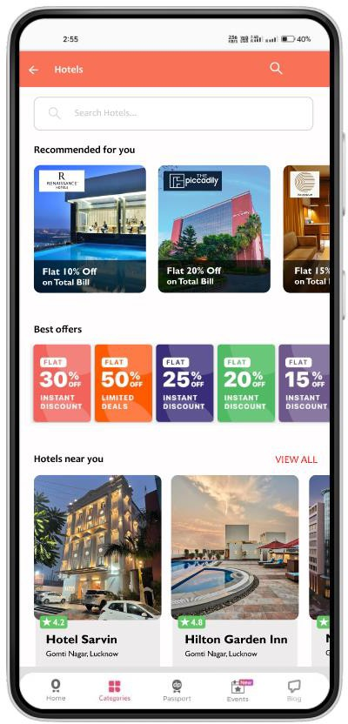 2:55
40%
Hotels
Search Hotels...
Recommended for you
R
RENAISSANCE
HOTELS
Flat 10% Off
on Total Bill
THE
piccadily
Flat 20% Off
on Total Bill
Flat 15%
on Total
Best offers
FLAT
30% OFF
INSTANT
DISCOUNT
FLAT
50% OFF
LIMITED
DEALS
FLAT
25% OFF
INSTANT
DISCOUNT
FLAT
20% OFF
INSTANT
DISCOUNT
FLAT
15% OFF
INSTANT
DISCOUNT
Hotels near you
VIEW ALL
4.2
Hotel Sarvin
Gomti Nagar, Lucknow
4.8
Hilton Garden Inn
Gomti Nagar, Lucknow
Home
Categories
Passport
New
Events
Blog